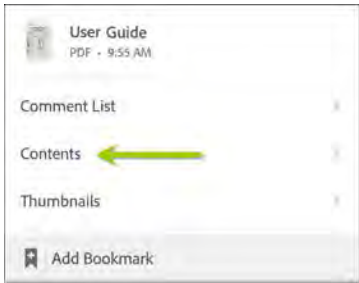 User Guide
PDF - 9:55 AM
Comment List
Contents
Thumbnails
Add Bookmark